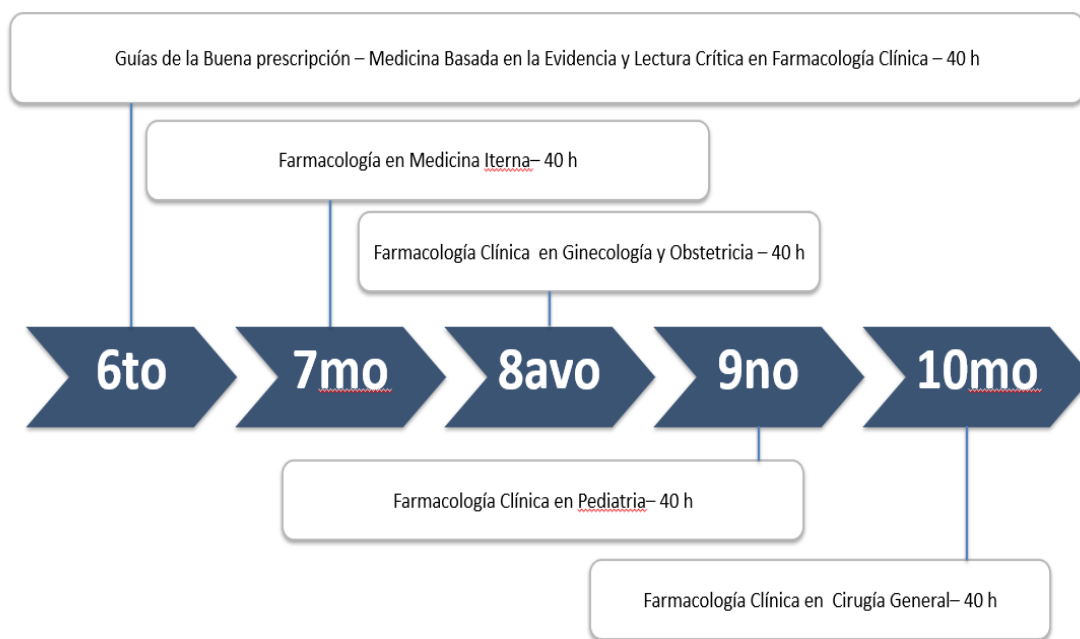 Guías de la Buena prescripción – Medicina Basada en la Evidencia y Lectura Crítica en Farmacología Clínica – 40 h
Farmacología en Medicina Iterna– 40 h
Farmacología Clínica  en Ginecología y Obstetricia – 40 h
6to
7mo
8avo
9no
10mo
Farmacología Clínica en Pediatria– 40 h
Farmacología Clínica en  Cirugía General– 40 h